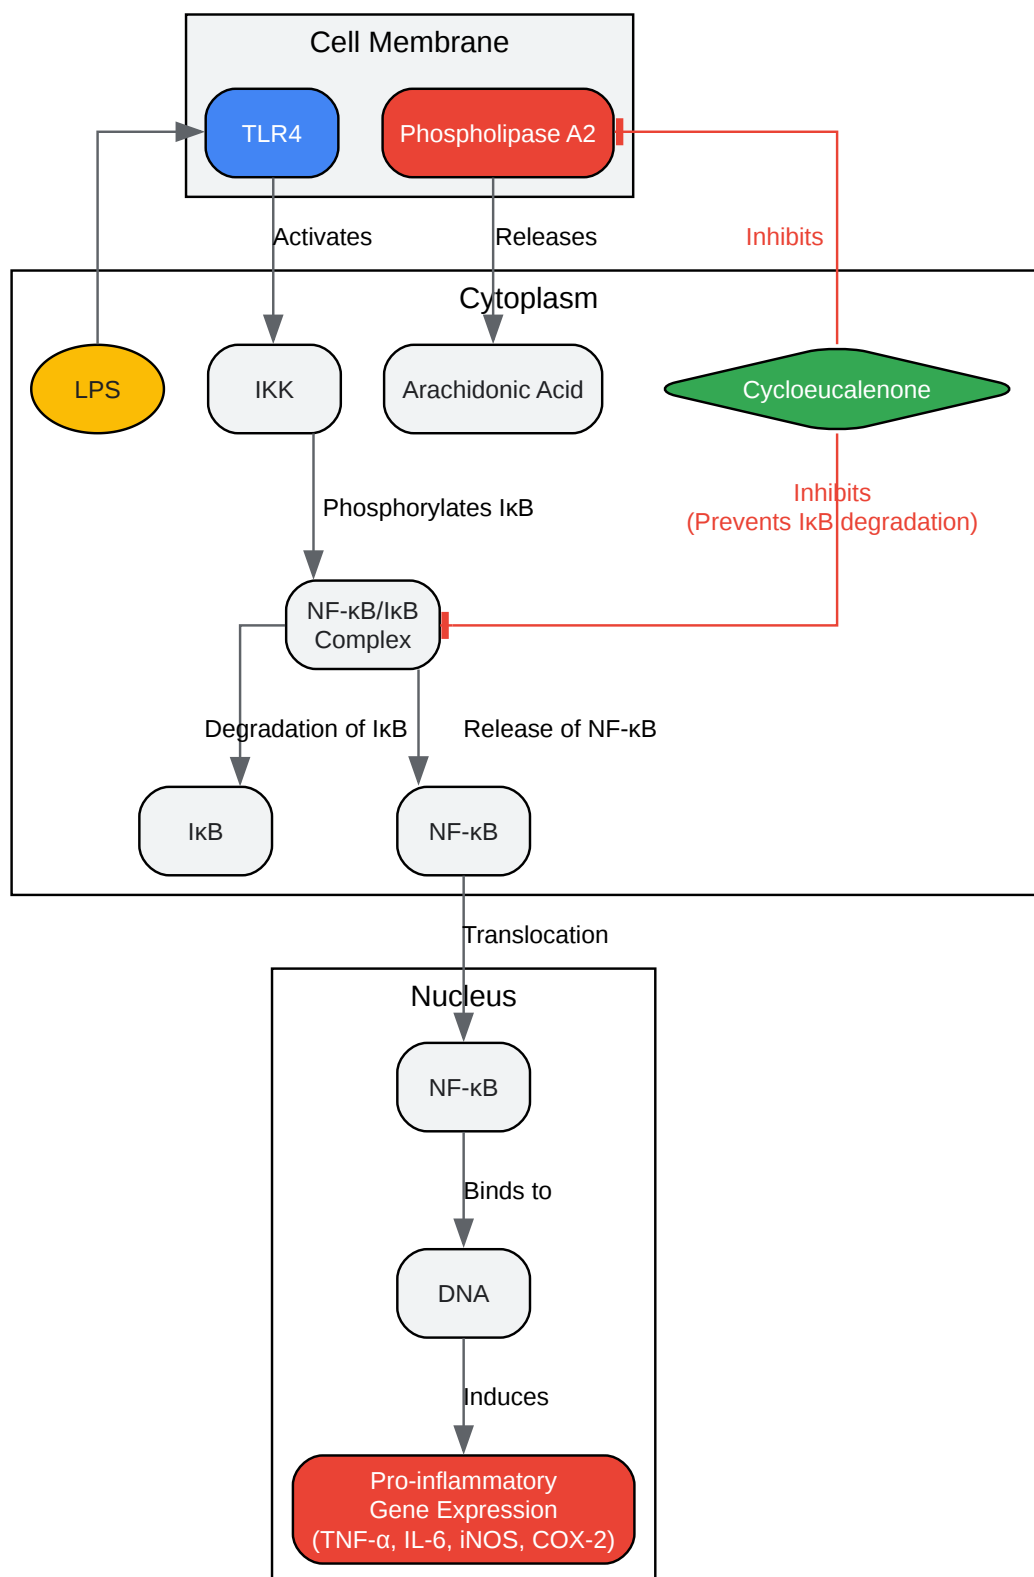 Cell Membrane
TLR4
Phospholipase A2
Activates
Releases
Inhibits
Cytoplasm
LPS
IKK
Arachidonic Acid
Cycloeucalenone
Inhibits
(Prevents IκB degradation)
Phosphorylates IκB
NF-κB/IκB
Complex
Degradation of IκB
Release of NF-κB
IκB
NF-κB
Translocation
Nucleus
NF-κB
Binds to
DNA
Induces
Pro-inflammatory
Gene Expression
(TNF-α, IL-6, iNOS, COX-2)